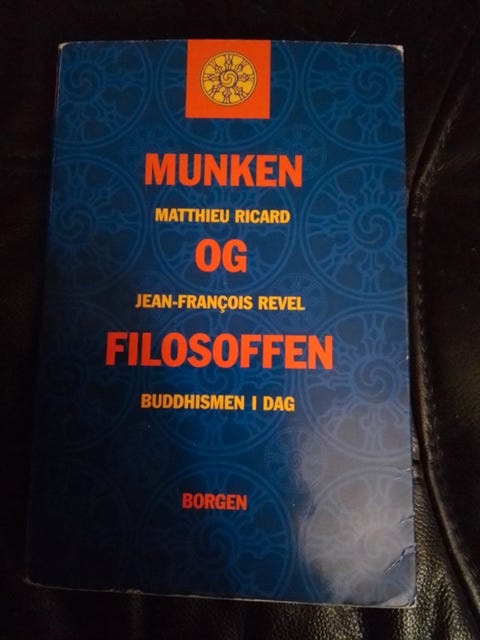 MUNKEN
MATTHIEU RICARD
OG
JEAN-FRANÇOIS REVEL
FILOSOFFEN
BUDDHISMEN I DAG
BORGEN